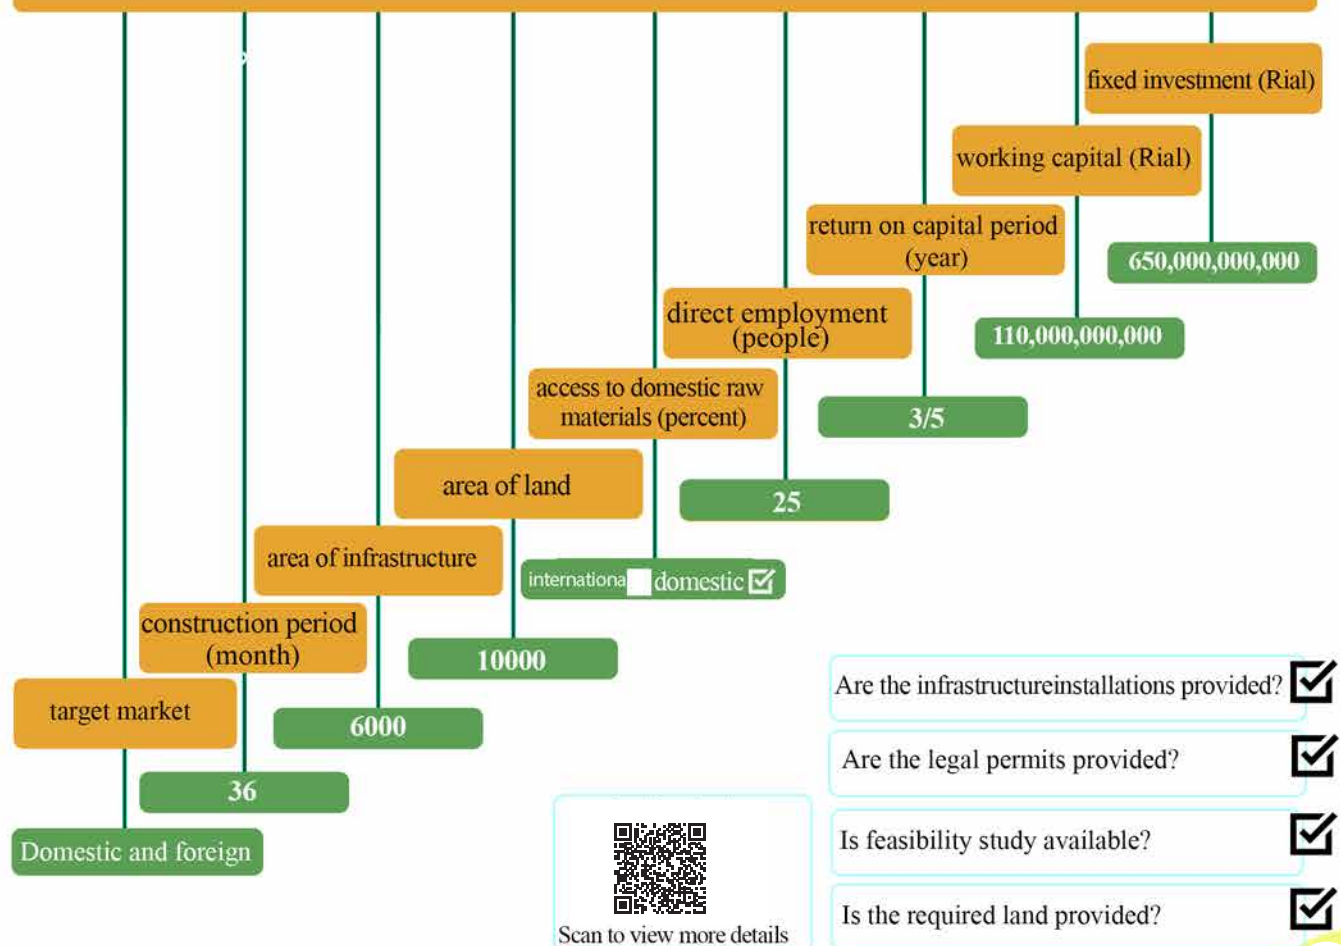 fixed investment (Rial)
650,000,000,000
working capital (Rial)
110,000,000,000
return on capital period
(year)
3/5
direct employment
(people)
25
access to domestic raw
materials (percent)
internationa domestic
area of land
10000
area of infrastructure
6000
construction period
(month)
36
target market
Domestic and foreign
Are the infrastructureinstallations provided?
Are the legal permits provided?
Is feasibility study available?
Is the required land provided?
Scan to view more details